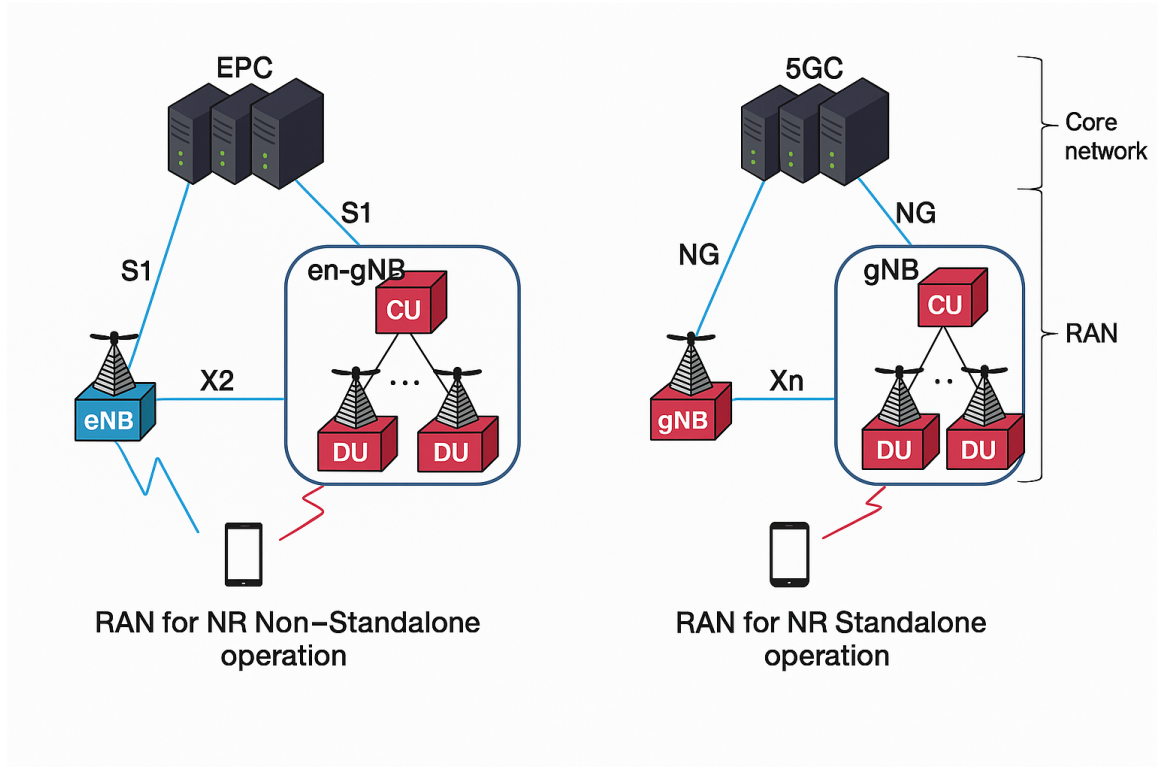 EPC
S1
S1
en-gNB
CU
eNB
X2
...
DU
DU
RAN for NR Non–Standalone
operation
5GC
NG
NG
gNB
CU
gNB
Xn
..
DU
DU
RAN for NR Standalone
operation
Core
network
RAN